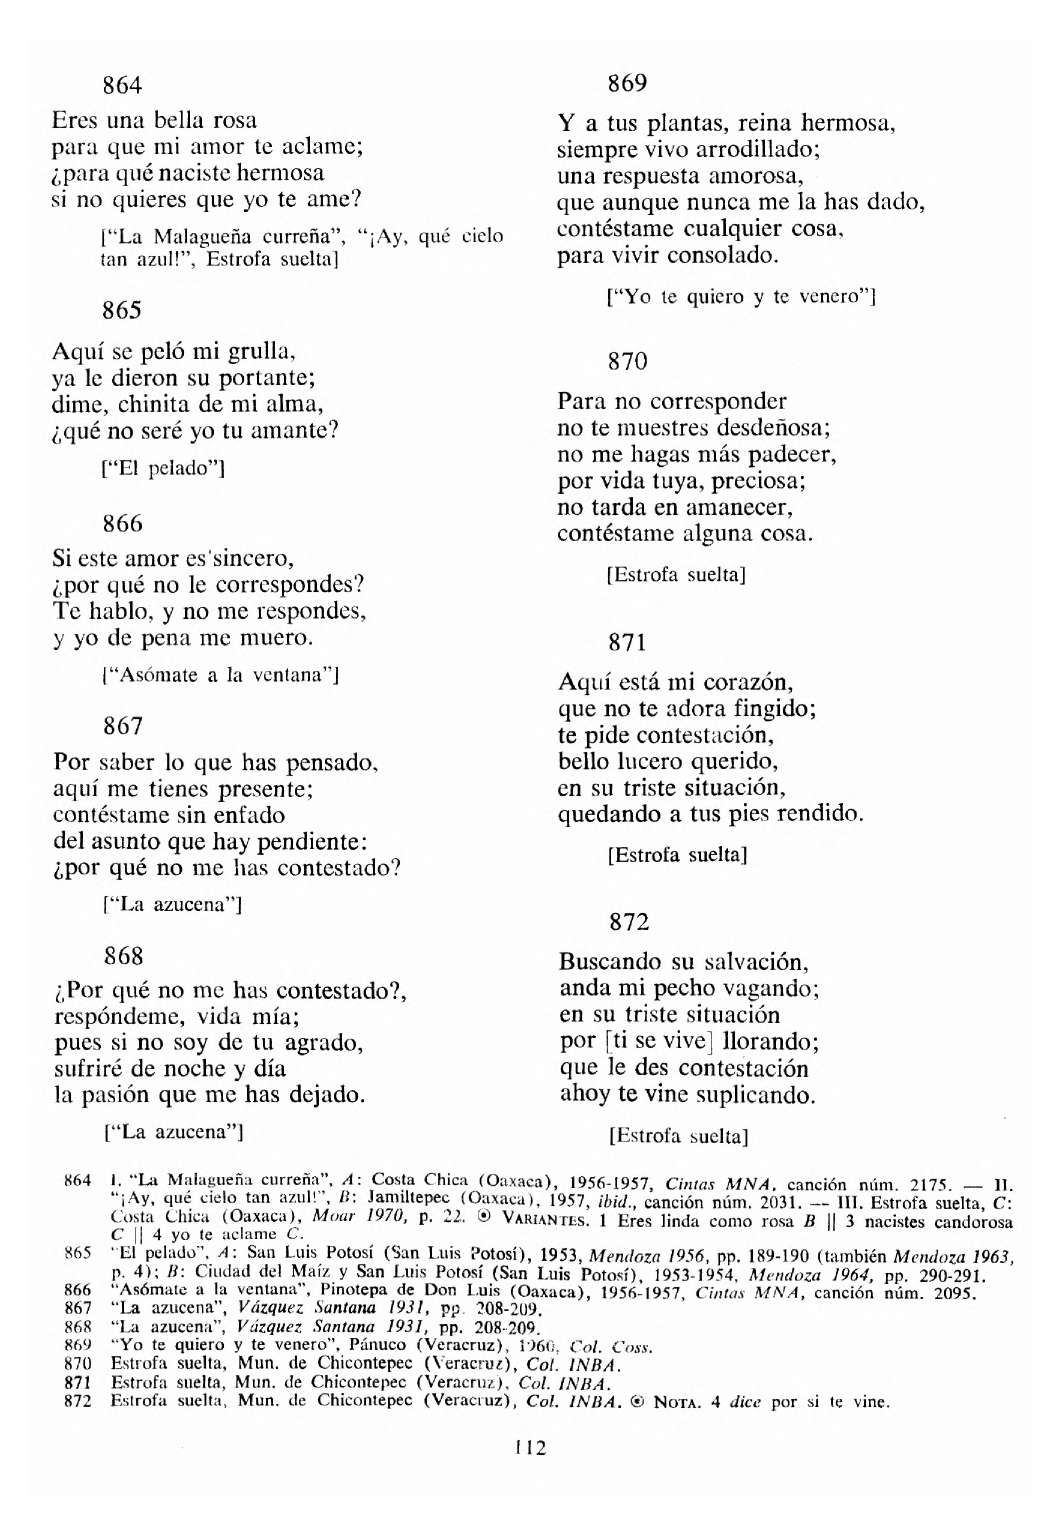 864
Eres una bella rosa
para que mi amor te aclame;
¿para qué naciste hermosa
si no quieres que yo te ame?
[“La Malagueña curreña”, “¡Ay, qué cielo
tan azul!”, Estrofa suelta]
865
Aquí se peló mi grulla,
ya le dieron su portante;
dime, chinita de mi alma,
¿qué no seré yo tu amante?
[“El pelado”]
866
Si este amor es sincero,
¿por qué no le correspondes?
Te hablo, y no me respondes,
y yo de pena me muero.
[“Asómate a la ventana”]
867
Por saber lo que has pensado,
aquí me tienes presente;
contéstame sin enfado
del asunto que hay pendiente:
¿por qué no me has contestado?
[“La azucena”]
868
¿Por qué no me has contestado?,
respóndeme, vida mía;
pues si no soy de tu agrado,
sufriré de noche y día
la pasión que me has dejado.
[“La azucena”]
869
Y a tus plantas, reina hermosa,
siempre vivo arrodillado;
una respuesta amorosa,
que aunque nunca me la has dado,
contéstame cualquier cosa,
para vivir consolado.
[“Yo te quiero y te venero”]
870
Para no corresponder
no te muestres desdeñosa;
no me hagas más padecer,
por vida tuya, preciosa;
no tarda en amanecer,
contéstame alguna cosa.
[Estrofa suelta]
871
Aquí está mi corazón,
que no te adora fingido;
te pide contestación,
bello lucero querido,
en su triste situación,
quedando a tus pies rendido.
[Estrofa suelta]
872
Buscando su salvación,
anda mi pecho vagando;
en su triste situación
por [ti se vive] llorando;
que le des contestación
ahoy te vine suplicando.
[Estrofa suelta]
864 I. “La Malagueña curreña”, A: Costa Chica (Oaxaca), 1956-1957, Cintas MNA, canción núm. 2175. — II.
“¡Ay, qué cielo tan azul!”, B: Jamiltepec (Oaxaca), 1957, ibid., canción núm. 2031. — III. Estrofa suelta, C:
Costa Chica (Oaxaca), Moar 1970, p. 22. ⊙ VARIANTES. 1 Eres linda como rosa B || 3 nacistes candorosa
C || 4 yo te aclame C.
865 “El pelado”, A: San Luis Potosí (San Luis Potosí), 1953, Mendoza 1956, pp. 189-190 (también Mendoza 1963,
p. 4); B: Ciudad del Maíz y San Luis Potosí (San Luis Potosí), 1953-1954, Mendoza 1964, pp. 290-291.
866 “Asómate a la ventana”, Pinotepa de Don Luis (Oaxaca), 1956-1957, Cintas MNA, canción núm. 2095.
867 “La azucena”, Vázquez Santana 1931, pp. 208-209.
868 “La azucena”, Vázquez Santana 1931, pp. 208-209.
869 “Yo te quiero y te venero”, Pánuco (Veracruz), 1960, Col. Coss.
870 Estrofa suelta, Mun. de Chicontepec (Veracruz), Col. INBA.
871 Estrofa suelta, Mun. de Chicontepec (Veracruz), Col. INBA.
872 Estrofa suelta, Mun. de Chicontepec (Veracruz), Col. INBA. ⊙ NOTA. 4 dice por si te vine.
112